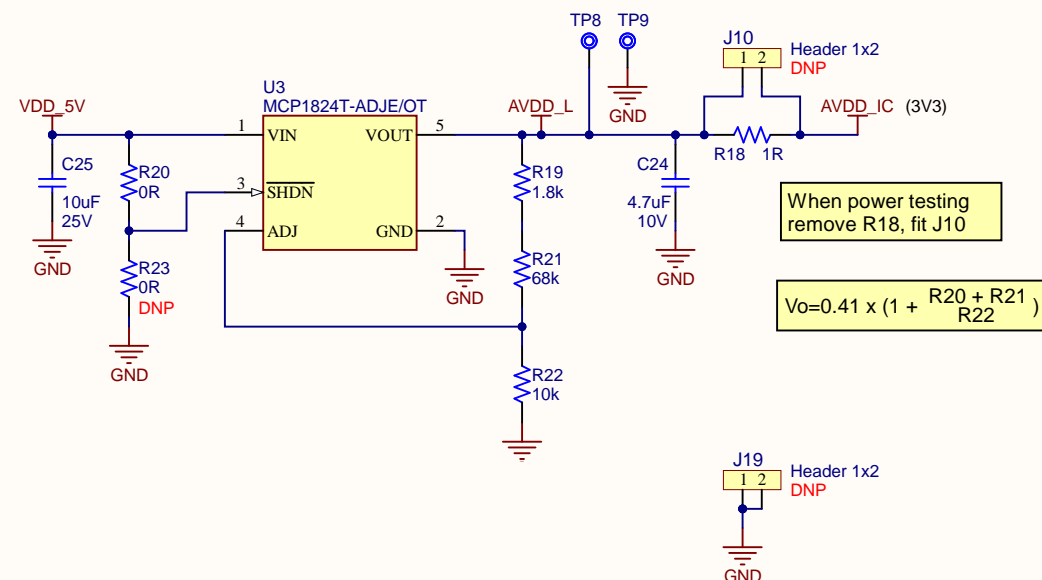 TP8
TP9
J10
1 2
Header 1x2
DNP
U3
MCP1824T-ADJE/OT
VDD_5V
AVDD_L
AVDD_IC (3V3)
GND
1
VIN
VOUT
5
C25
10uF
25V
GND
R20
0R
3
SHDN
4
ADJ
GND
2
GND
R23
0R
DNP
GND
R19
1.8k
R21
68k
R22
10k
C24
4.7uF
10V
GND
R18
1R
When power testing
remove R18, fit J10
Vo=0.41 x (1 + R20 + R21 )
R22
J19
1 2
Header 1x2
DNP
GND